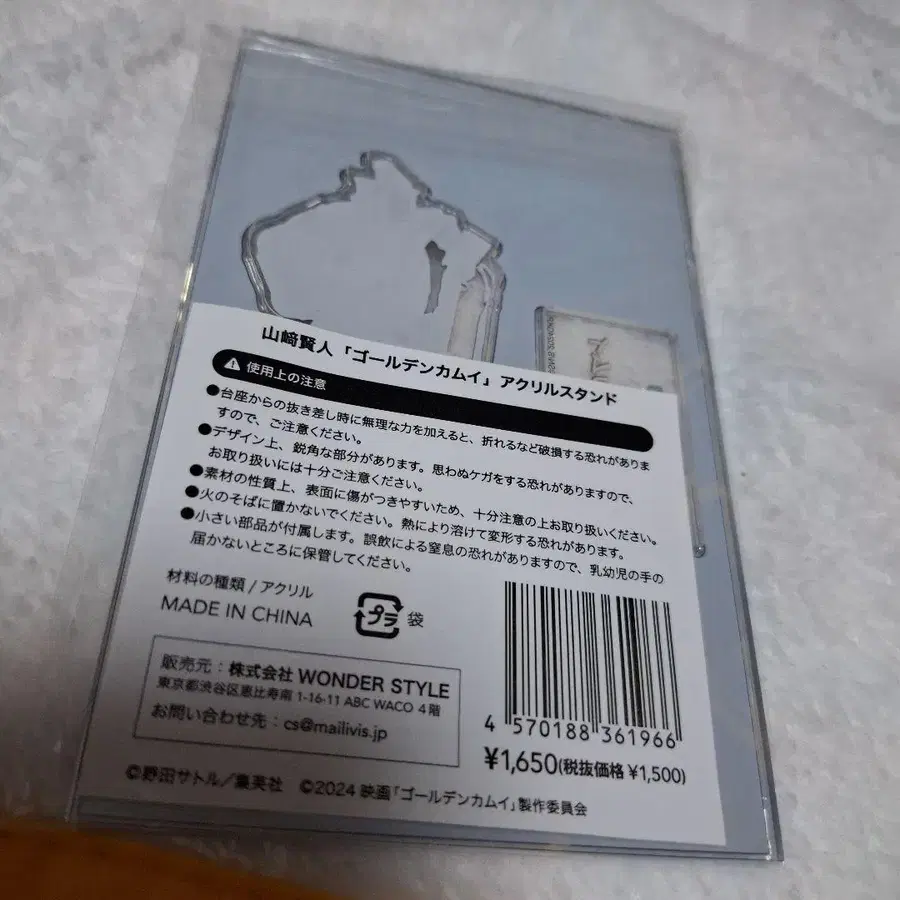 山﨑賢人「ゴールデンカムイ」アクリルスタンド
使用上の注意
●台座からの抜き差し時に無理な力を加えると、折れるなど破損する恐れがありま
すので、ご注意ください。
●デザイン上、鋭角な部分があります。思わぬケガをする恐れがありますので、
お取り扱いには十分ご注意ください。
●素材の性質上、表面に傷がつきやすいため、十分注意の上お取り扱いください。
●火のそばに置かないでください。熱により溶けて変形する恐れがあります。
●小さい部品が付属します。誤飲による窒息の恐れがありますので、乳幼児の手の
届かないところに保管してください。
材料の種類 / アクリル
MADE IN CHINA
プラ 袋
販売元：株式会社 WONDER STYLE
東京都渋谷区恵比寿南 1-16-11 ABC WACO 4階
お問い合わせ先：cs@mailivis.jp
4 570188 361966
¥1,650(税抜価格 ¥1,500)
©野田サトル／集英社 ©2024 映画「ゴールデンカムイ」製作委員会